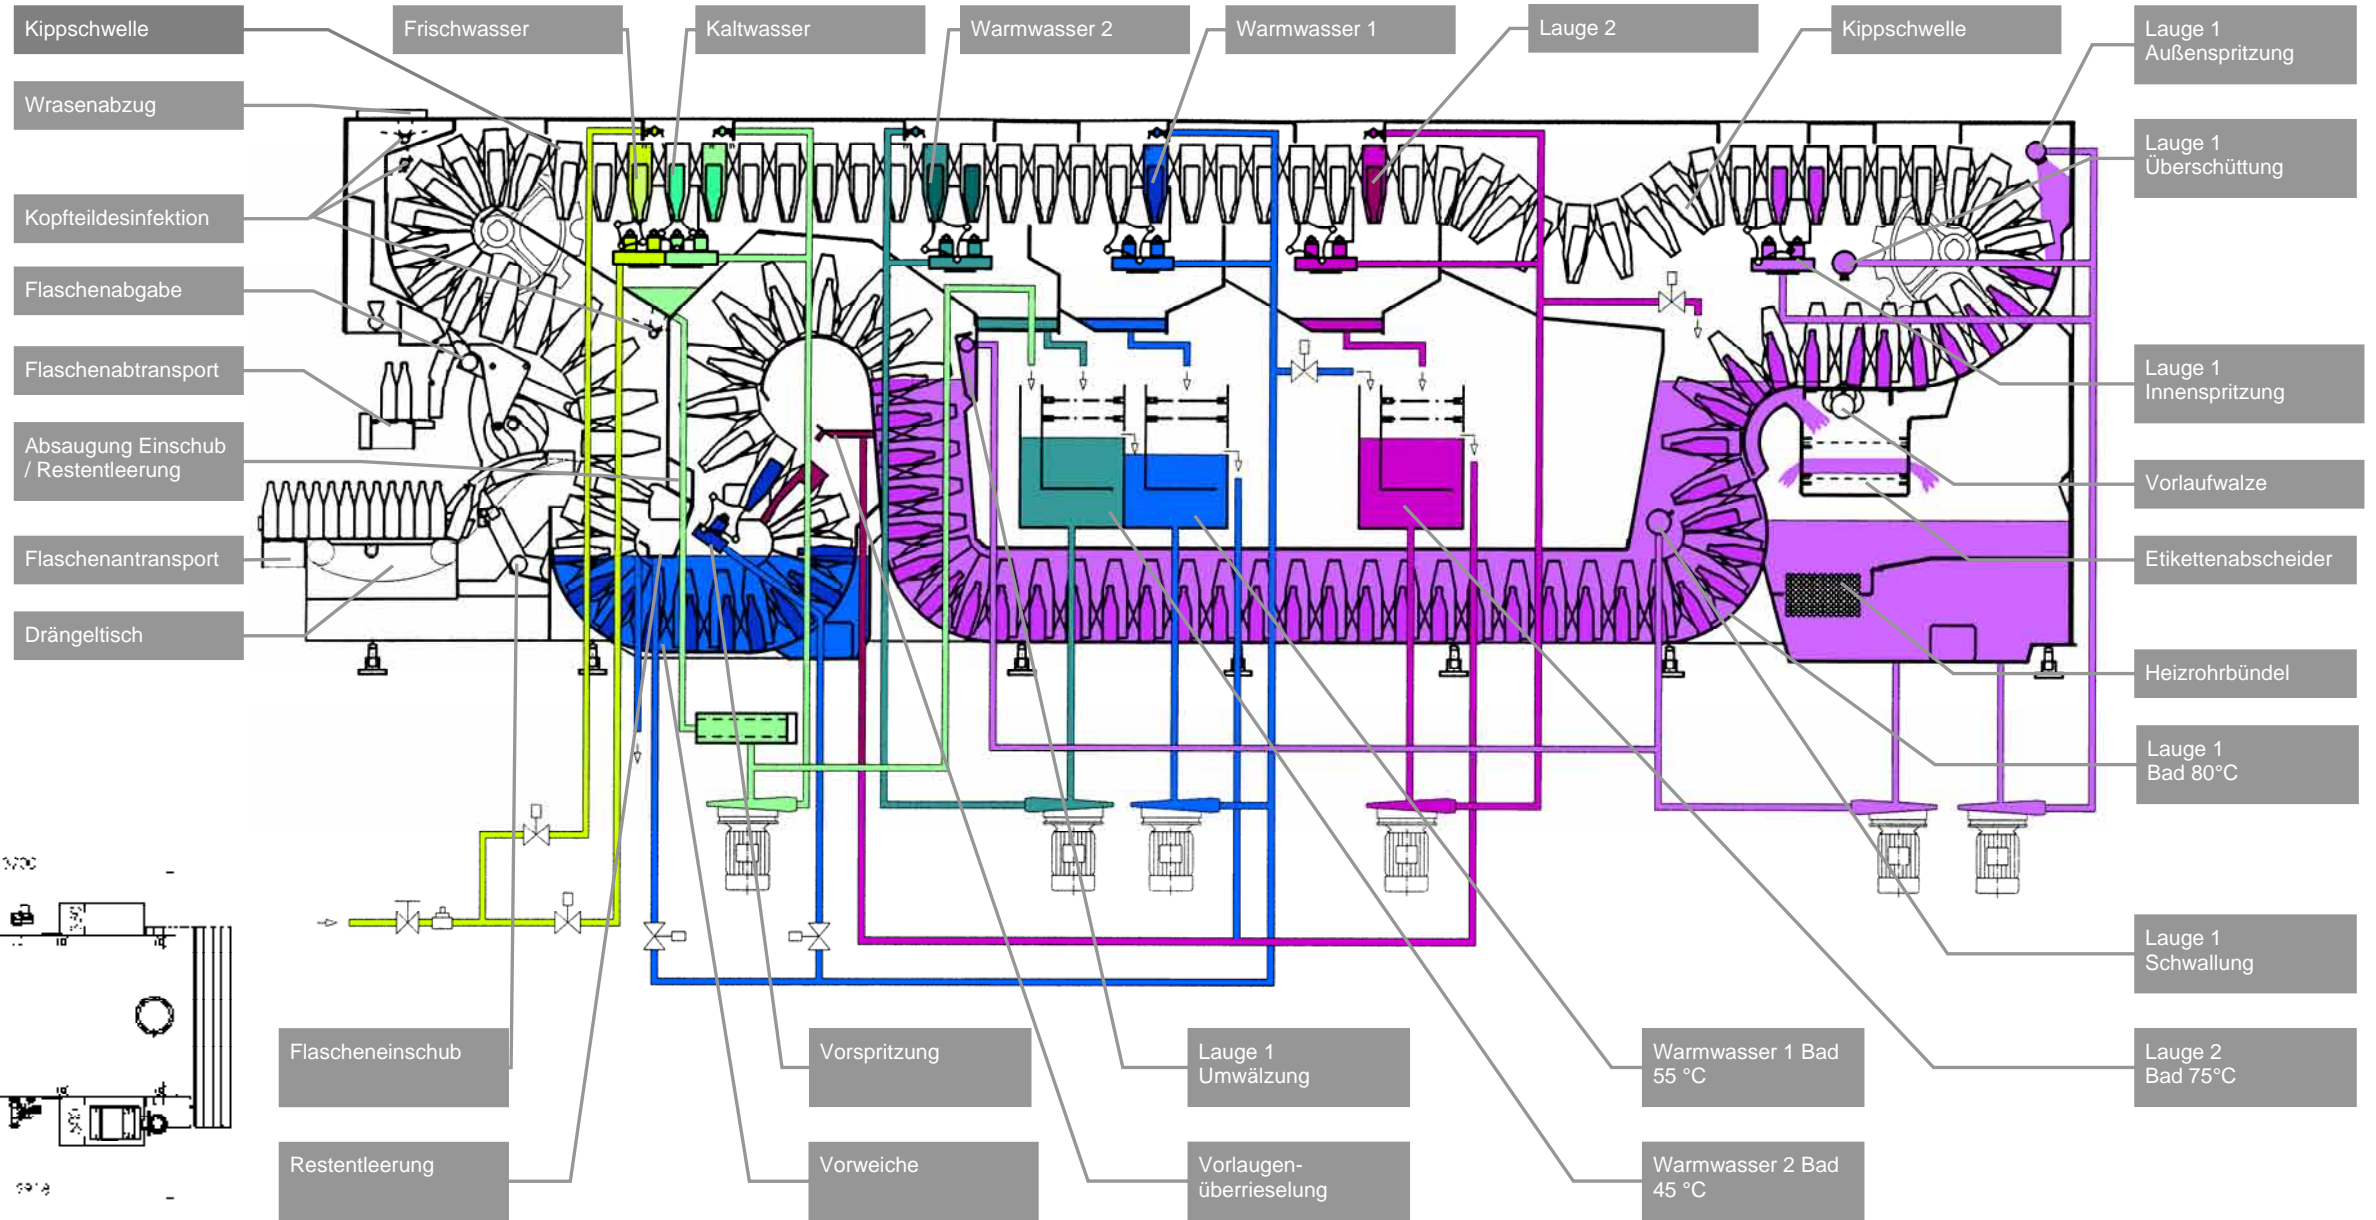 Kippschwelle
Frischwasser
Kaltwasser
Warmwasser 2
Warmwasser 1
Lauge 2
Kippschwelle
Lauge 1
Außenspritzung
Wrasenabzug
Lauge 1
Überschüttung
Kopfteildesinfektion
Flaschenabgabe
Flaschenabtransport
Lauge 1
Innenspritzung
Absaugung Einschub
/ Restentleerung
Vorlaufwalze
Flaschenantransport
Etikettenabscheider
Drängeltisch
Heizrohrbündel
Lauge 1
Bad 80°C
Lauge 1
Schwallung
Flascheneinschub
Vorspritzung
Lauge 1
Umwälzung
Warmwasser 1 Bad
55 °C
Lauge 2
Bad 75°C
Restentleerung
Vorweiche
Vorlaugen-
überrieselung
Warmwasser 2 Bad
45 °C